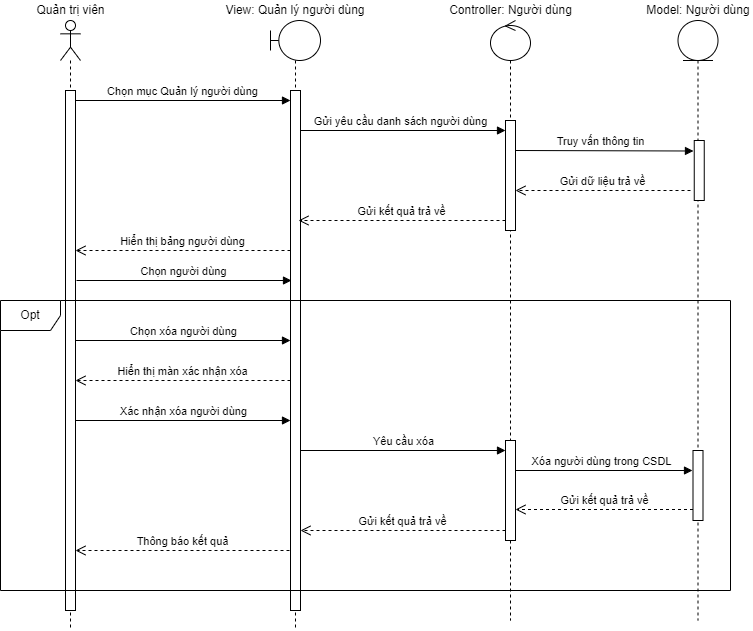 Quản trị viên
View: Quản lý người dùng
Controller: Người dùng
Model: Người dùng
Chọn mục Quản lý người dùng
Gửi yêu cầu danh sách người dùng
Truy vấn thông tin
Gửi dữ liệu trả về
Gửi kết quả trả về
Hiển thị bảng người dùng
Chọn người dùng
Opt
Chọn xóa người dùng
Hiển thị màn xác nhận xóa
Xác nhận xóa người dùng
Yêu cầu xóa
Xóa người dùng trong CSDL
Gửi kết quả trả về
Gửi kết quả trả về
Thông báo kết quả